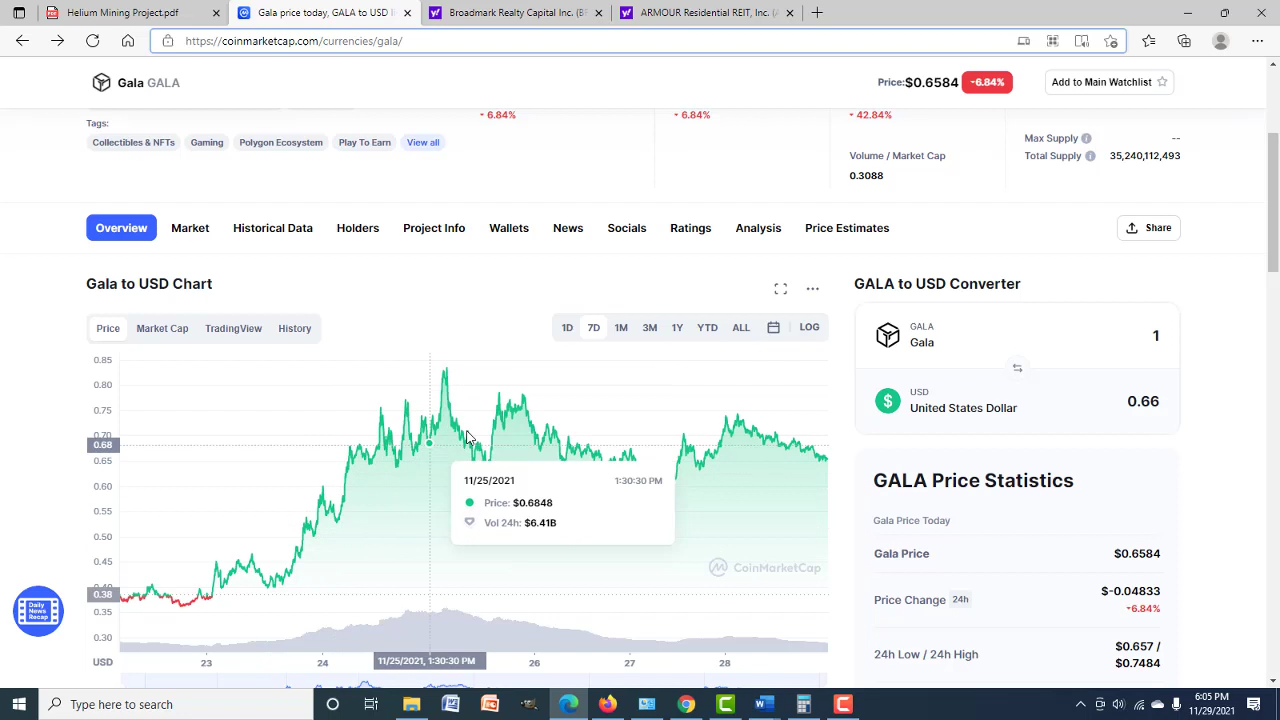 Helium Mining Project.pdf
Gala price today, GALA to USD li
Broadmark Realty Capital Inc. (BR
ARMOUR Residential REIT, Inc. (A
https://coinmarketcap.com/currencies/gala/
Gala GALA
Price:$0.6584 -6.84%
Add to Main Watchlist
Tags:
6.84%
6.84%
42.84%
Collectibles & NFTs
Gaming
Polygon Ecosystem
Play To Earn
View all
Volume / Market Cap
0.3088
Max Supply --
Total Supply 35,240,112,493
Overview
Market
Historical Data
Holders
Project Info
Wallets
News
Socials
Ratings
Analysis
Price Estimates
Share
Gala to USD Chart
Price
Market Cap
TradingView
History
1D
7D
1M
3M
1Y
YTD
ALL
LOG
0.85
0.80
0.75
0.70
0.68
0.65
0.60
0.55
0.50
0.45
0.40
0.38
0.35
0.30
USD
11/25/2021 1:30:30 PM
Price: $0.6848
Vol 24h: $6.41B
CoinMarketCap
23
24
11/25/2021, 1:30:30 PM
26
27
28
GALA to USD Converter
GALA
Gala
1
USD
United States Dollar
0.66
GALA Price Statistics
Gala Price Today
Gala Price $0.6584
Price Change 24h $-0.04833
6.84%
24h Low / 24h High $0.657 /
$0.7484
Daily
News
Recap
Type here to search
6:05 PM
11/29/2021